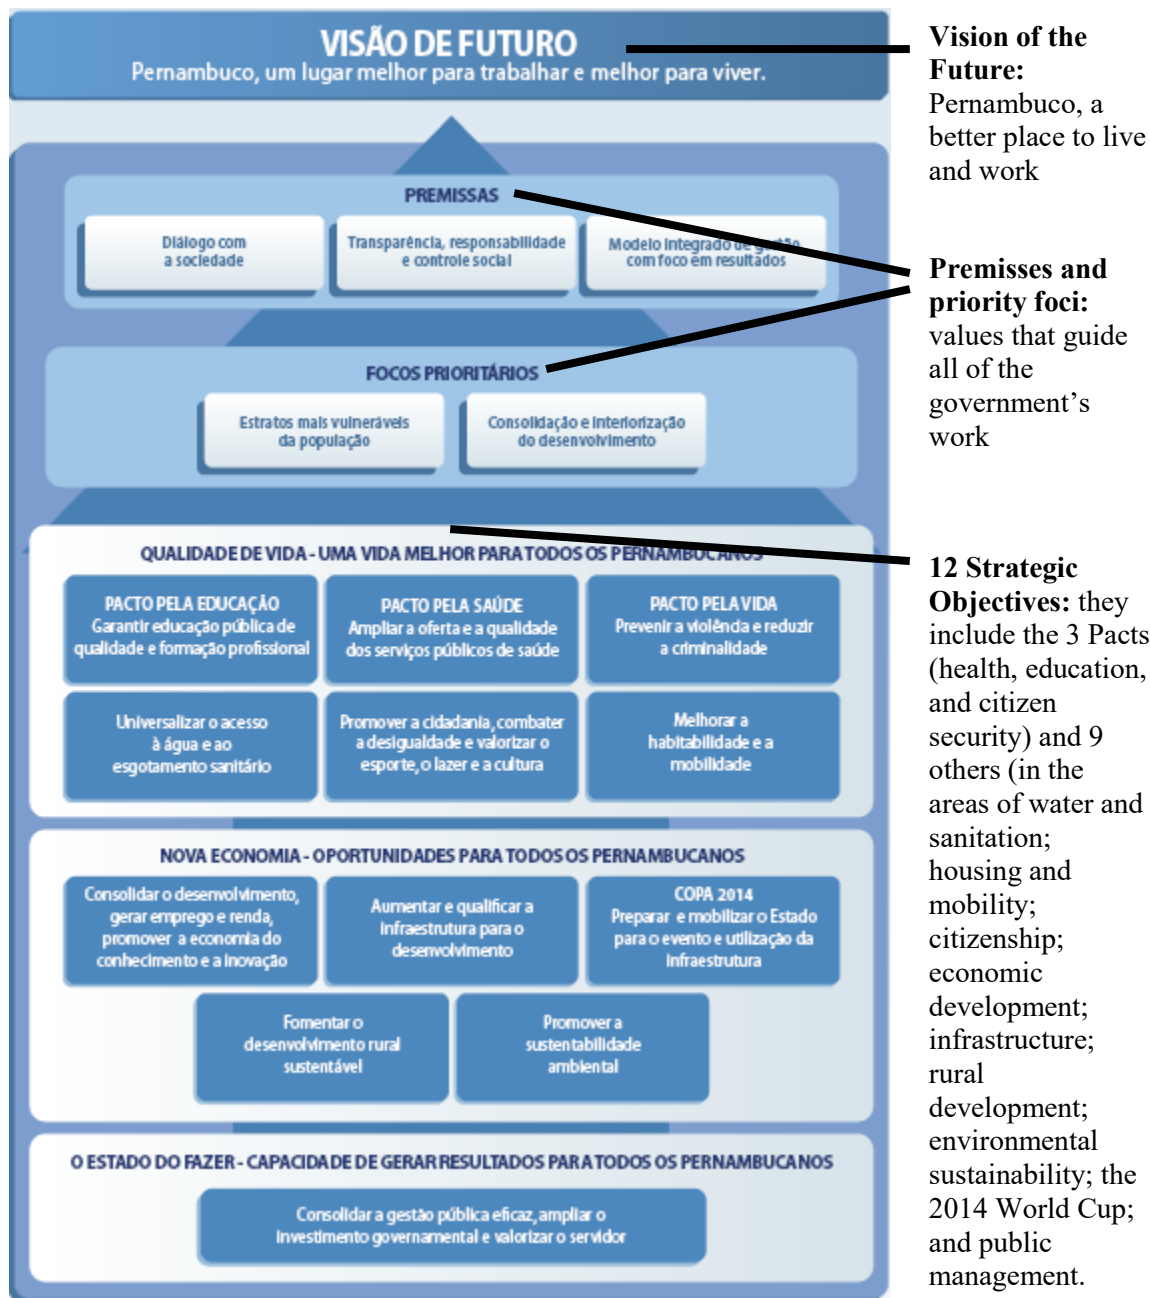 VISÃO DE FUTURO
Pernambuco, um lugar melhor para trabalhar e melhor para viver.
PREMISSAS
Diálogo com
a sociedade
Transparência, responsabilidade
e controle social
Modelo integrado de gestão
com foco em resultados
FOCOS PRIORITÁRIOS
Estratos mais vulneráveis
da população
Consolidação e interiorização
do desenvolvimento
QUALIDADE DE VIDA - UMA VIDA MELHOR PARA TODOS OS PERNAMBUCANOS
PACTO PELA EDUCAÇÃO
Garantir educação pública de
qualidade e formação profissional
PACTO PELA SAÚDE
Ampliar a oferta e a qualidade
dos serviços públicos de saúde
PACTO PELA VIDA
Prevenir a violência e reduzir
a criminalidade
Universalizar o acesso
à água e ao
esgotamento sanitário
Promover a cidadania, combater
a desigualdade e valorizar o
esporte, o lazer e a cultura
Melhorar a
habitabilidade e a
mobilidade
NOVA ECONOMIA - OPORTUNIDADES PARA TODOS OS PERNAMBUCANOS
Consolidar o desenvolvimento,
gerar emprego e renda,
promover a economia do
conhecimento e a inovação
Aumentar e qualificar a
infraestrutura para o
desenvolvimento
COPA 2014
Preparar e mobilizar o Estado
para o evento e utilização da
infraestrutura
Fomentar o
desenvolvimento rural
sustentável
Promover a
sustentabilidade
ambiental
O ESTADO DO FAZER - CAPACIDADE DE GERAR RESULTADOS PARA TODOS OS PERNAMBUCANOS
Consolidar a gestão pública eficaz, ampliar o
investimento governamental e valorizar o servidor
Vision of the
Future:
Pernambuco, a
better place to live
and work
Premisses and
priority foci:
values that guide
all of the
government's
work
12 Strategic
Objectives: they
include the 3 Pacts
(health, education,
and citizen
security) and 9
others (in the
areas of water and
sanitation;
housing and
mobility;
citizenship;
economic
development;
infrastructure;
rural
development;
environmental
sustainability; the
2014 World Cup;
and public
management.